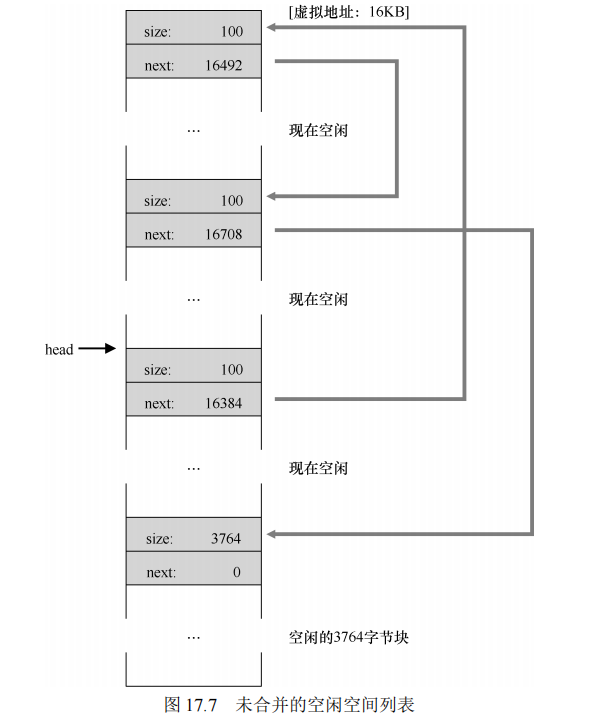 [虚拟地址：16KB]
size: 100
next: 16492
... 现在空闲
size: 100
next: 16708
... 现在空闲
head
size: 100
next: 16384
... 现在空闲
size: 3764
next: 0
... 空闲的3764字节块
图 17.7 未合并的空闲空间列表